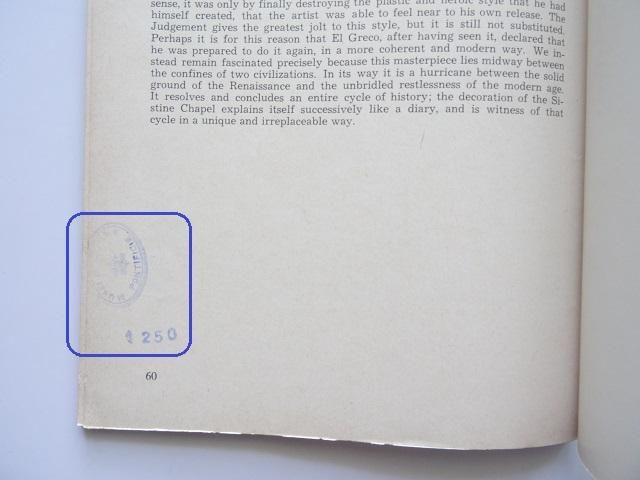 sense, it was only by finally destroying the plastic and heroic style that he had
himself created, that the artist was able to feel near to his own release. The
Judgement gives the greatest jolt to this style, but it is still not substituted.
Perhaps it is for this reason that El Greco, after having seen it, declared that
he was prepared to do it again, in a more coherent and modern way. We in-
stead remain fascinated precisely because this masterpiece lies midway between
the confines of two civilizations. In its way it is a hurricane between the solid
ground of the Renaissance and the unbridled restlessness of the modern age.
It resolves and concludes an entire cycle of history; the decoration of the Si-
stine Chapel explains itself successively like a diary, and is witness of that
cycle in a unique and irreplaceable way.
250
60